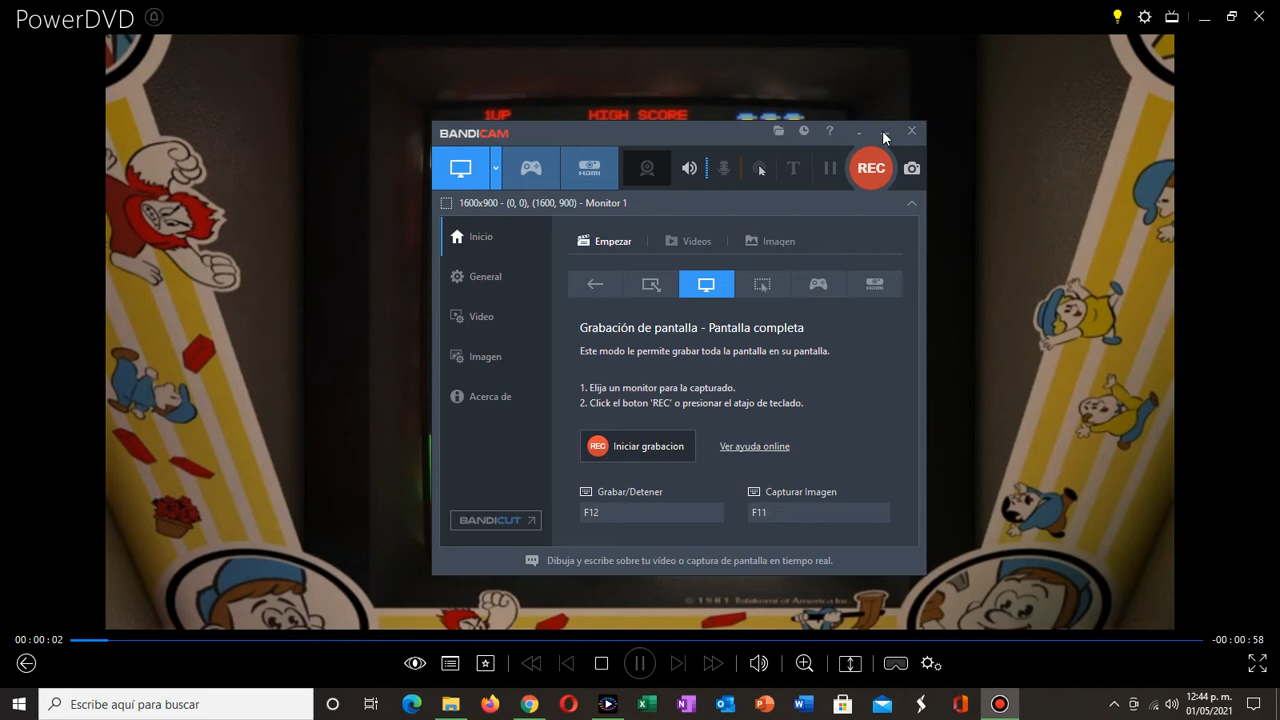 PowerDVD
1UP HIGH SCORE
BANDICAM
HDMI
T
REC
1600x900 - (0, 0), (1600, 900) - Monitor 1
Inicio
General
Video
Imagen
Acerca de
BANDICUT
Empezar
Videos
Imagen
HDMI
Grabación de pantalla - Pantalla completa
Este modo le permite grabar toda la pantalla en su pantalla.
1. Elija un monitor para la capturado.
2. Click el boton 'REC' o presionar el atajo de teclado.
REC Iniciar grabacion
Ver ayuda online
Grabar/Detener
F12
Capturar Imagen
F11
Dibuja y escribe sobre tu vídeo o captura de pantalla en tiempo real.
00:00:02
-00:00:58
Escribe aquí para buscar
12:44 p. m.
01/05/2021